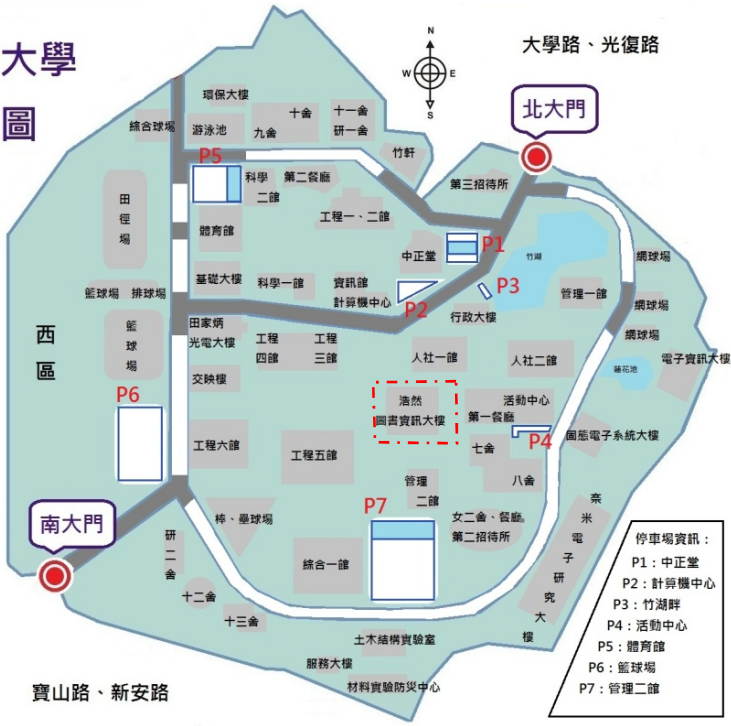 大學
圖
N
W
E
S
大學路、光復路
北大門
環保大樓
綜合球場
游泳池
九舍
十舍
十一舍
研一舍
竹軒
P5
科學
二館
第二餐廳
第三招待所
田徑場
體育館
工程一、二館
中正堂
P1
竹湖
網球場
基礎大樓
科學一館
資訊館
計算機中心
P2
P3
管理一館
籃球場
排球場
行政大樓
網球場
西區
籃球場
田家炳
光電大樓
工程
四館
工程
三館
人社一館
人社二館
網球場
蓮花池
電子資訊大樓
交映樓
P6
浩然
圖書資訊大樓
活動中心
第一餐廳
P4
固態電子系統大樓
工程六館
工程五館
七舍
八舍
管理
二館
P7
南大門
棒、壘球場
女二舍、餐廳
第二招待所
奈米電子研究大樓
研二舍
綜合一館
十二舍
十三舍
土木結構實驗室
服務大樓
材料實驗防災中心
寶山路、新安路
停車場資訊：
P1：中正堂
P2：計算機中心
P3：竹湖畔
P4：活動中心
P5：體育館
P6：籃球場
P7：管理二館